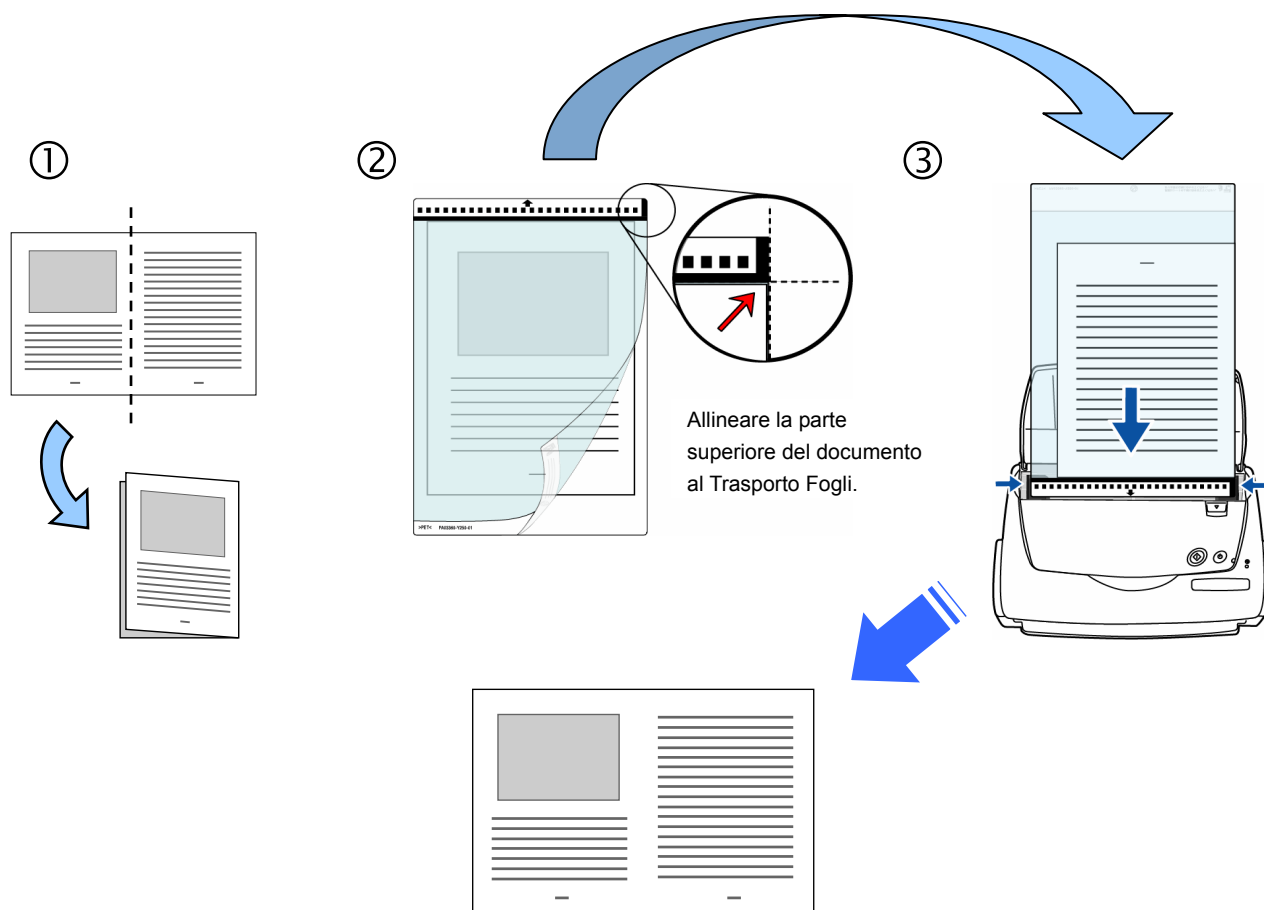 ①
②
③
Allineare la parte
superiore del documento
al Trasporto Fogli.